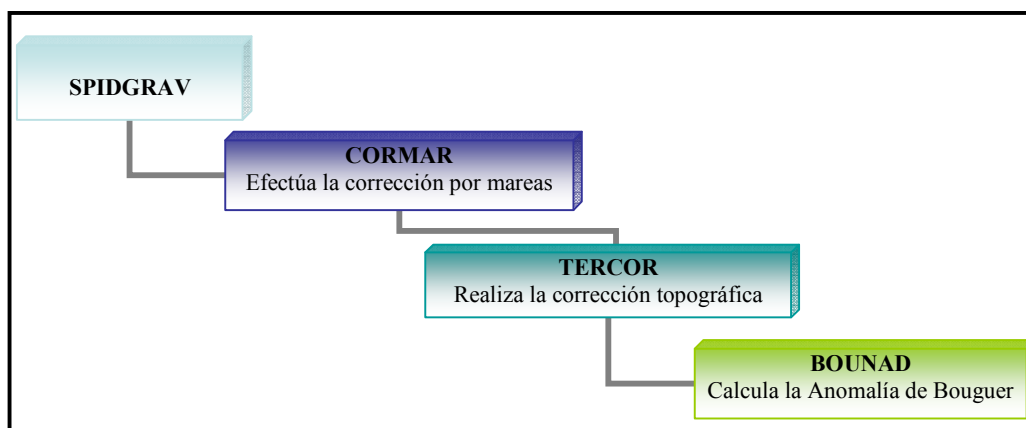 SPIDGRAV
CORMAR
Efectúa la corrección por mareas
TERCOR
Realiza la corrección topográfica
BOUNAD
Calcula la Anomalía de Bouguer